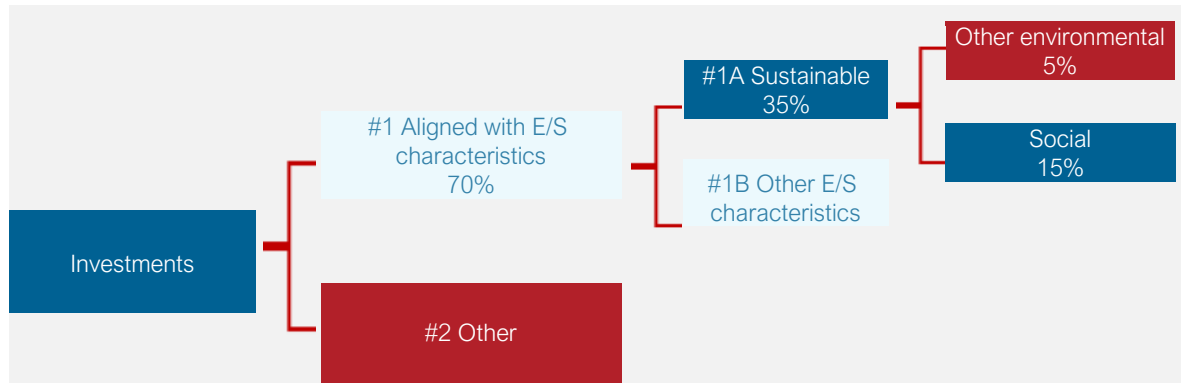 Investments
#1 Aligned with E/S
characteristics
70%
#2 Other
#1A Sustainable
35%
#1B Other E/S
characteristics
Other environmental
5%
Social
15%